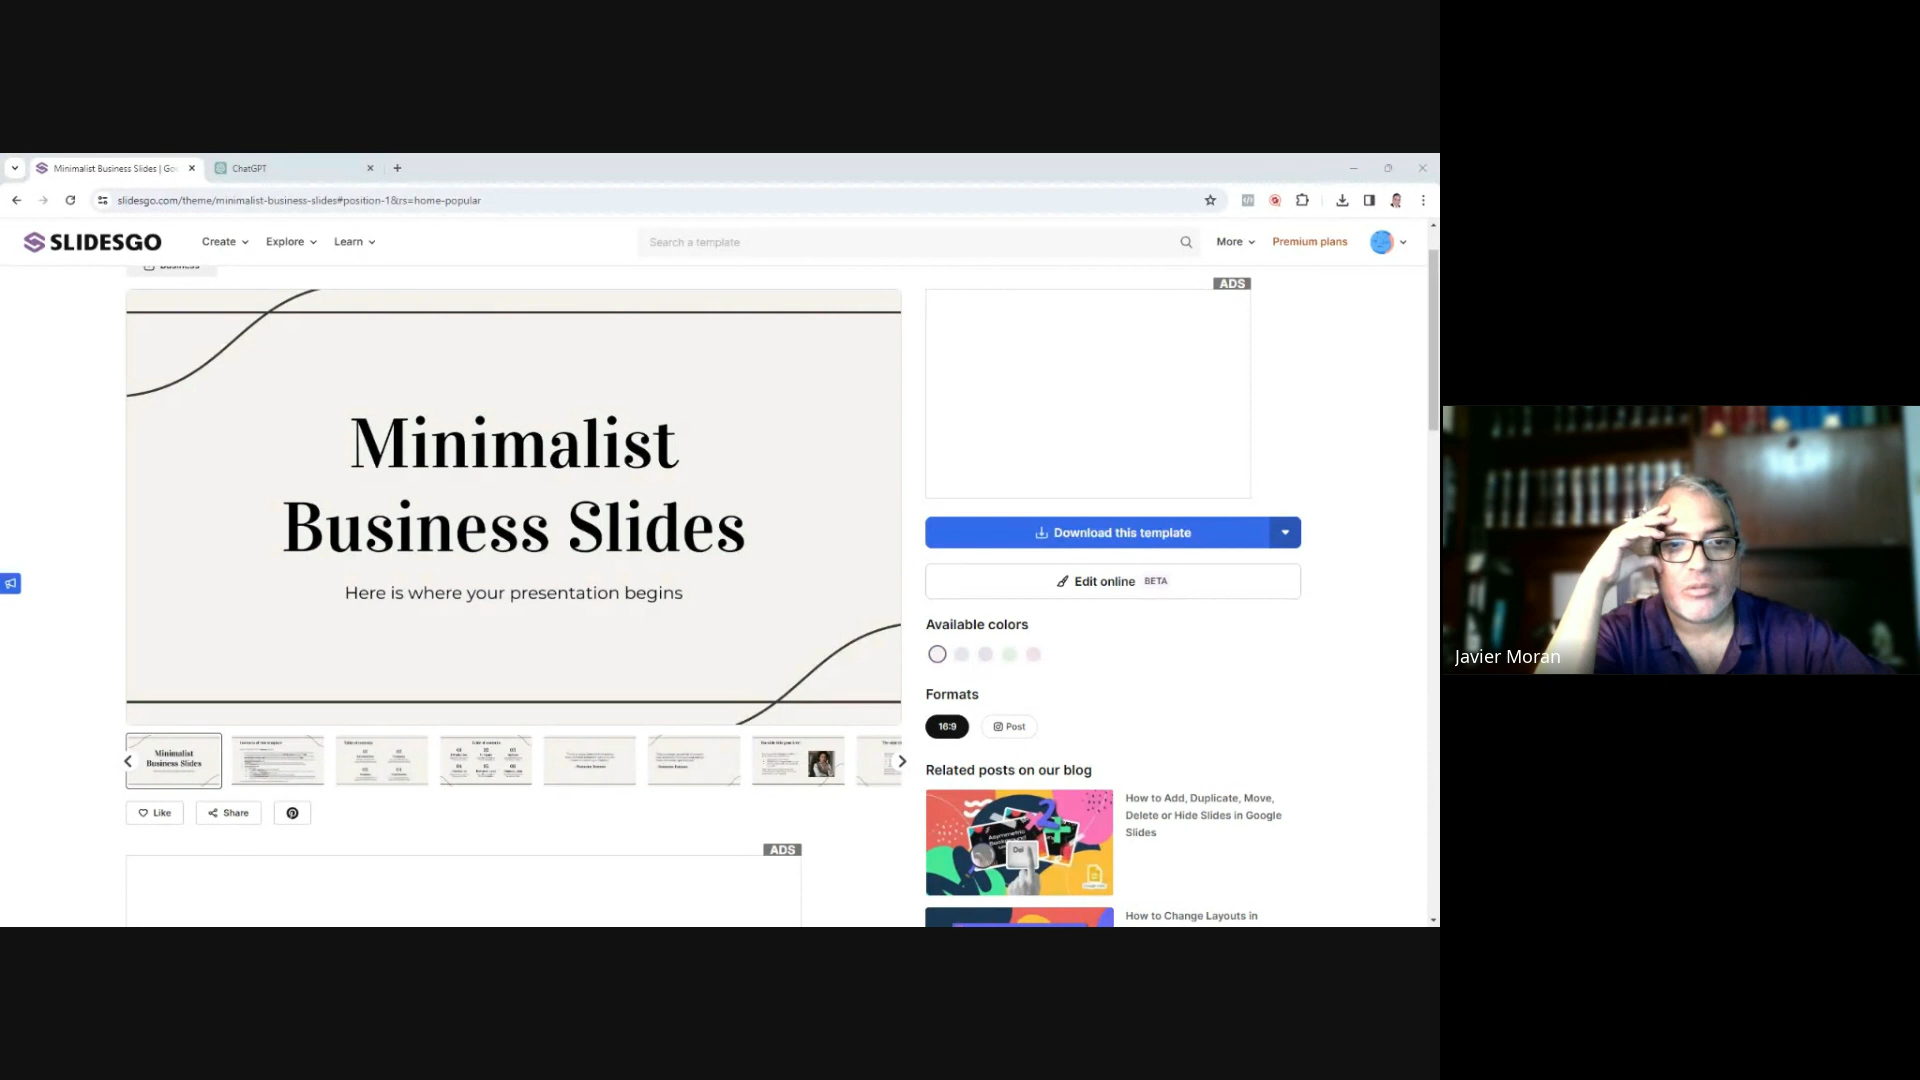 Minimalist Business Slides | Goo
ChatGPT
slidesgo.com/theme/minimalist-business-slides#position-1&rs=home-popular
SLIDESGO
Create
Explore
Learn
Search a template
More
Premium plans
Business
ADS
Minimalist
Business Slides
Here is where your presentation begins
Download this template
Edit online BETA
Available colors
Formats
16:9
Post
Related posts on our blog
How to Add, Duplicate, Move,
Delete or Hide Slides in Google
Slides
How to Change Layouts in
Minimalist
Business Slides
Like
Share
ADS
Javier Moran